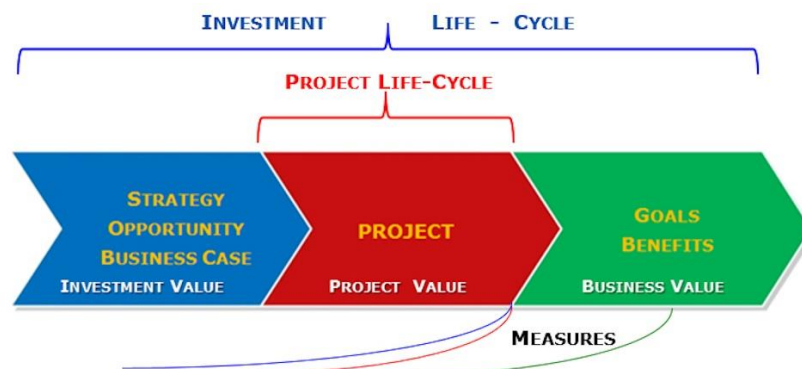 INVESTMENT LIFE - CYCLE
PROJECT LIFE-CYCLE
STRATEGY
OPPORTUNITY
BUSINESS CASE
INVESTMENT VALUE
PROJECT
PROJECT VALUE
GOALS
BENEFITS
BUSINESS VALUE
MEASURES